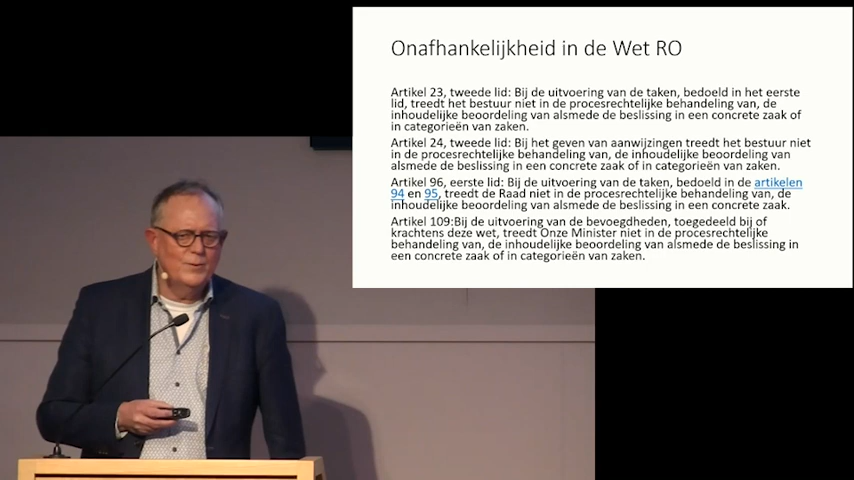 Onafhankelijkheid in de Wet RO
Artikel 23, tweede lid: Bij de uitvoering van de taken, bedoeld in het eerste
lid, treedt het bestuur niet in de procesrechtelijke behandeling van, de
inhoudelijke beoordeling van alsmede de beslissing in een concrete zaak of
in categorieën van zaken.
Artikel 24, tweede lid: Bij het geven van aanwijzingen treedt het bestuur niet
in de procesrechtelijke behandeling van, de inhoudelijke beoordeling van
alsmede de beslissing in een concrete zaak of in categorieën van zaken.
Artikel 96, eerste lid: Bij de uitvoering van de taken, bedoeld in de artikelen
94 en 95, treedt de Raad niet in de procesrechtelijke behandeling van, de
inhoudelijke beoordeling van alsmede de beslissing in een concrete zaak.
Artikel 109:Bij de uitvoering van de bevoegdheden, toegedeeld bij of
krachtens deze wet, treedt Onze Minister niet in de procesrechtelijke
behandeling van, de inhoudelijke beoordeling van alsmede de beslissing in
een concrete zaak of in categorieën van zaken.